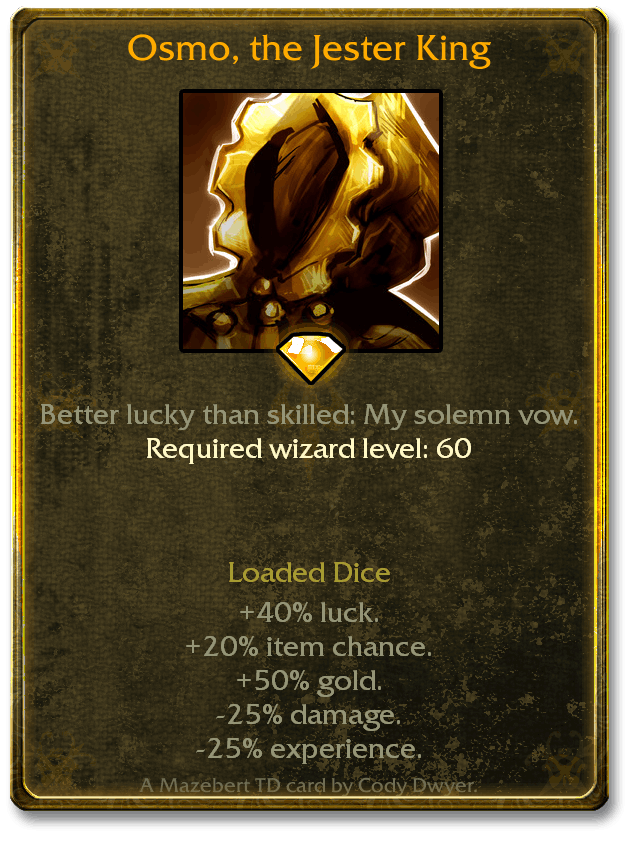 Osmo, the Jester King
Better lucky than skilled: My solemn vow.
Required wizard level: 60
Loaded Dice
+40% luck.
+20% item chance.
+50% gold.
-25% damage.
-25% experience.
A Mazebert TD card by Cody Dwyer.